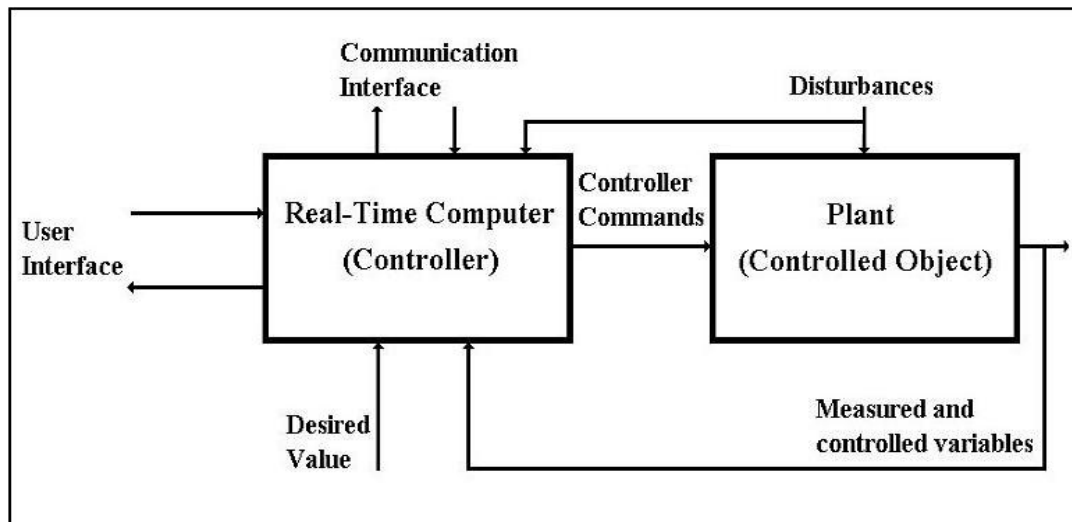 Communication
Interface
Disturbances
Controller
Commands
Real-Time Computer
(Controller)
Plant
(Controlled Object)
User
Interface
Desired
Value
Measured and
controlled variables